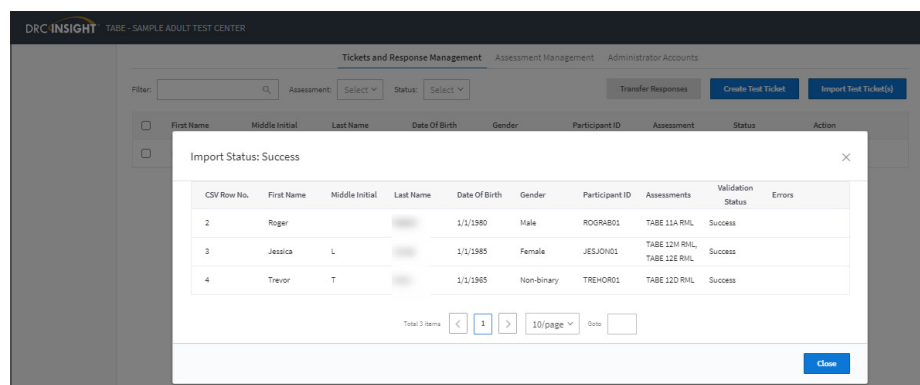 DRC INSIGHT TABE - SAMPLE ADULT TEST CENTER
Tickets and Response Management Assessment Management Administrator Accounts
Filter: Assessment: Select Status: Select Transfer Responses Create Test Ticket Import Test Ticket(s)
First Name Middle Initial Last Name Date Of Birth Gender Participant ID Assessment Status Action
Import Status: Success
CSV Row No. First Name Middle Initial Last Name Date Of Birth Gender Participant ID Assessments Validation Status Errors
2 Roger 1/1/1980 Male ROGRAB01 TABE 11A RML Success
3 Jessica L 1/1/1985 Female JESJON01 TABE 12M RML, TABE 12E RML Success
4 Trevor T 1/1/1965 Non-binary TREHOR01 TABE 12D RML Success
Total 3 items < 1 > 10/page Goto
Close